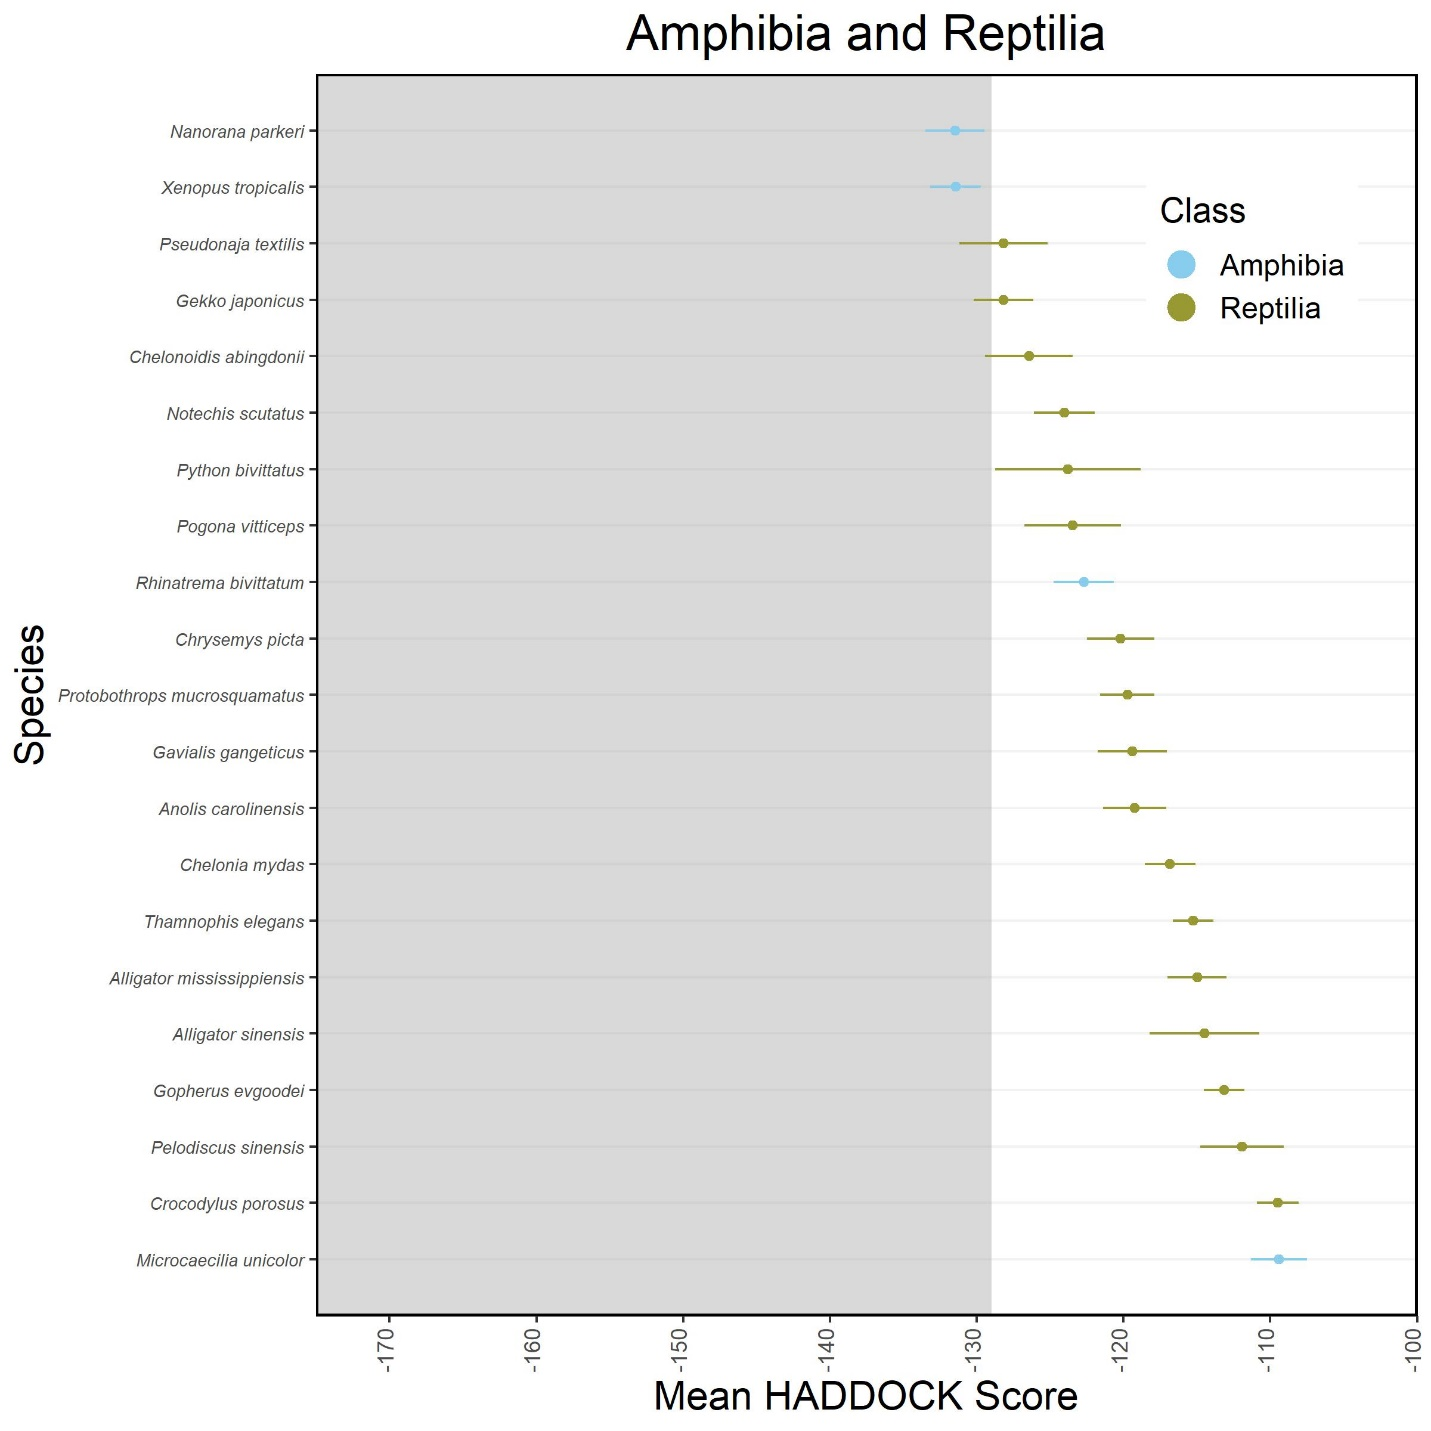 Amphibia and Reptilia
Nanorana parkeri
Xenopus tropicalis
Pseudonaja textilis
Gekko japonicus
Chelonoidis abingdonii
Notechis scutatus
Python bivittatus
Pogona vitticeps
Rhinatrema bivittatum
Chrysemys picta
Protobothrops mucrosquamatus
Gavialis gangeticus
Anolis carolinensis
Chelonia mydas
Thamnophis elegans
Alligator mississippiensis
Alligator sinensis
Gopherus evgoodei
Pelodiscus sinensis
Crocodylus porosus
Microcaecilia unicolor
Species
Class
Amphibia
Reptilia
-170
-160
-150
-140
-130
-120
-110
-100
Mean HADDOCK Score